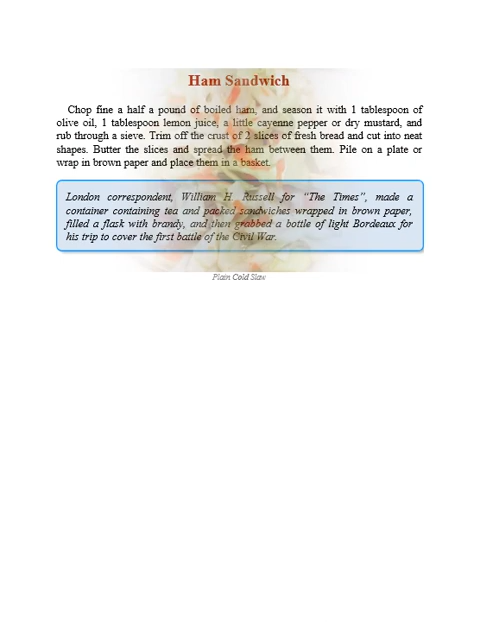 Ham Sandwich
Chop fine a half a pound of boiled ham, and season it with 1 tablespoon of
olive oil, 1 tablespoon lemon juice, a little cayenne pepper or dry mustard, and
rub through a sieve. Trim off the crust of 2 slices of fresh bread and cut into neat
shapes. Butter the slices and spread the ham between them. Pile on a plate or
wrap in brown paper and place them in a basket.
London correspondent, William H. Russell for “The Times”, made a
container containing tea and packed sandwiches wrapped in brown paper,
filled a flask with brandy, and then grabbed a bottle of light Bordeaux for
his trip to cover the first battle of the Civil War.
Plain Cold Slaw